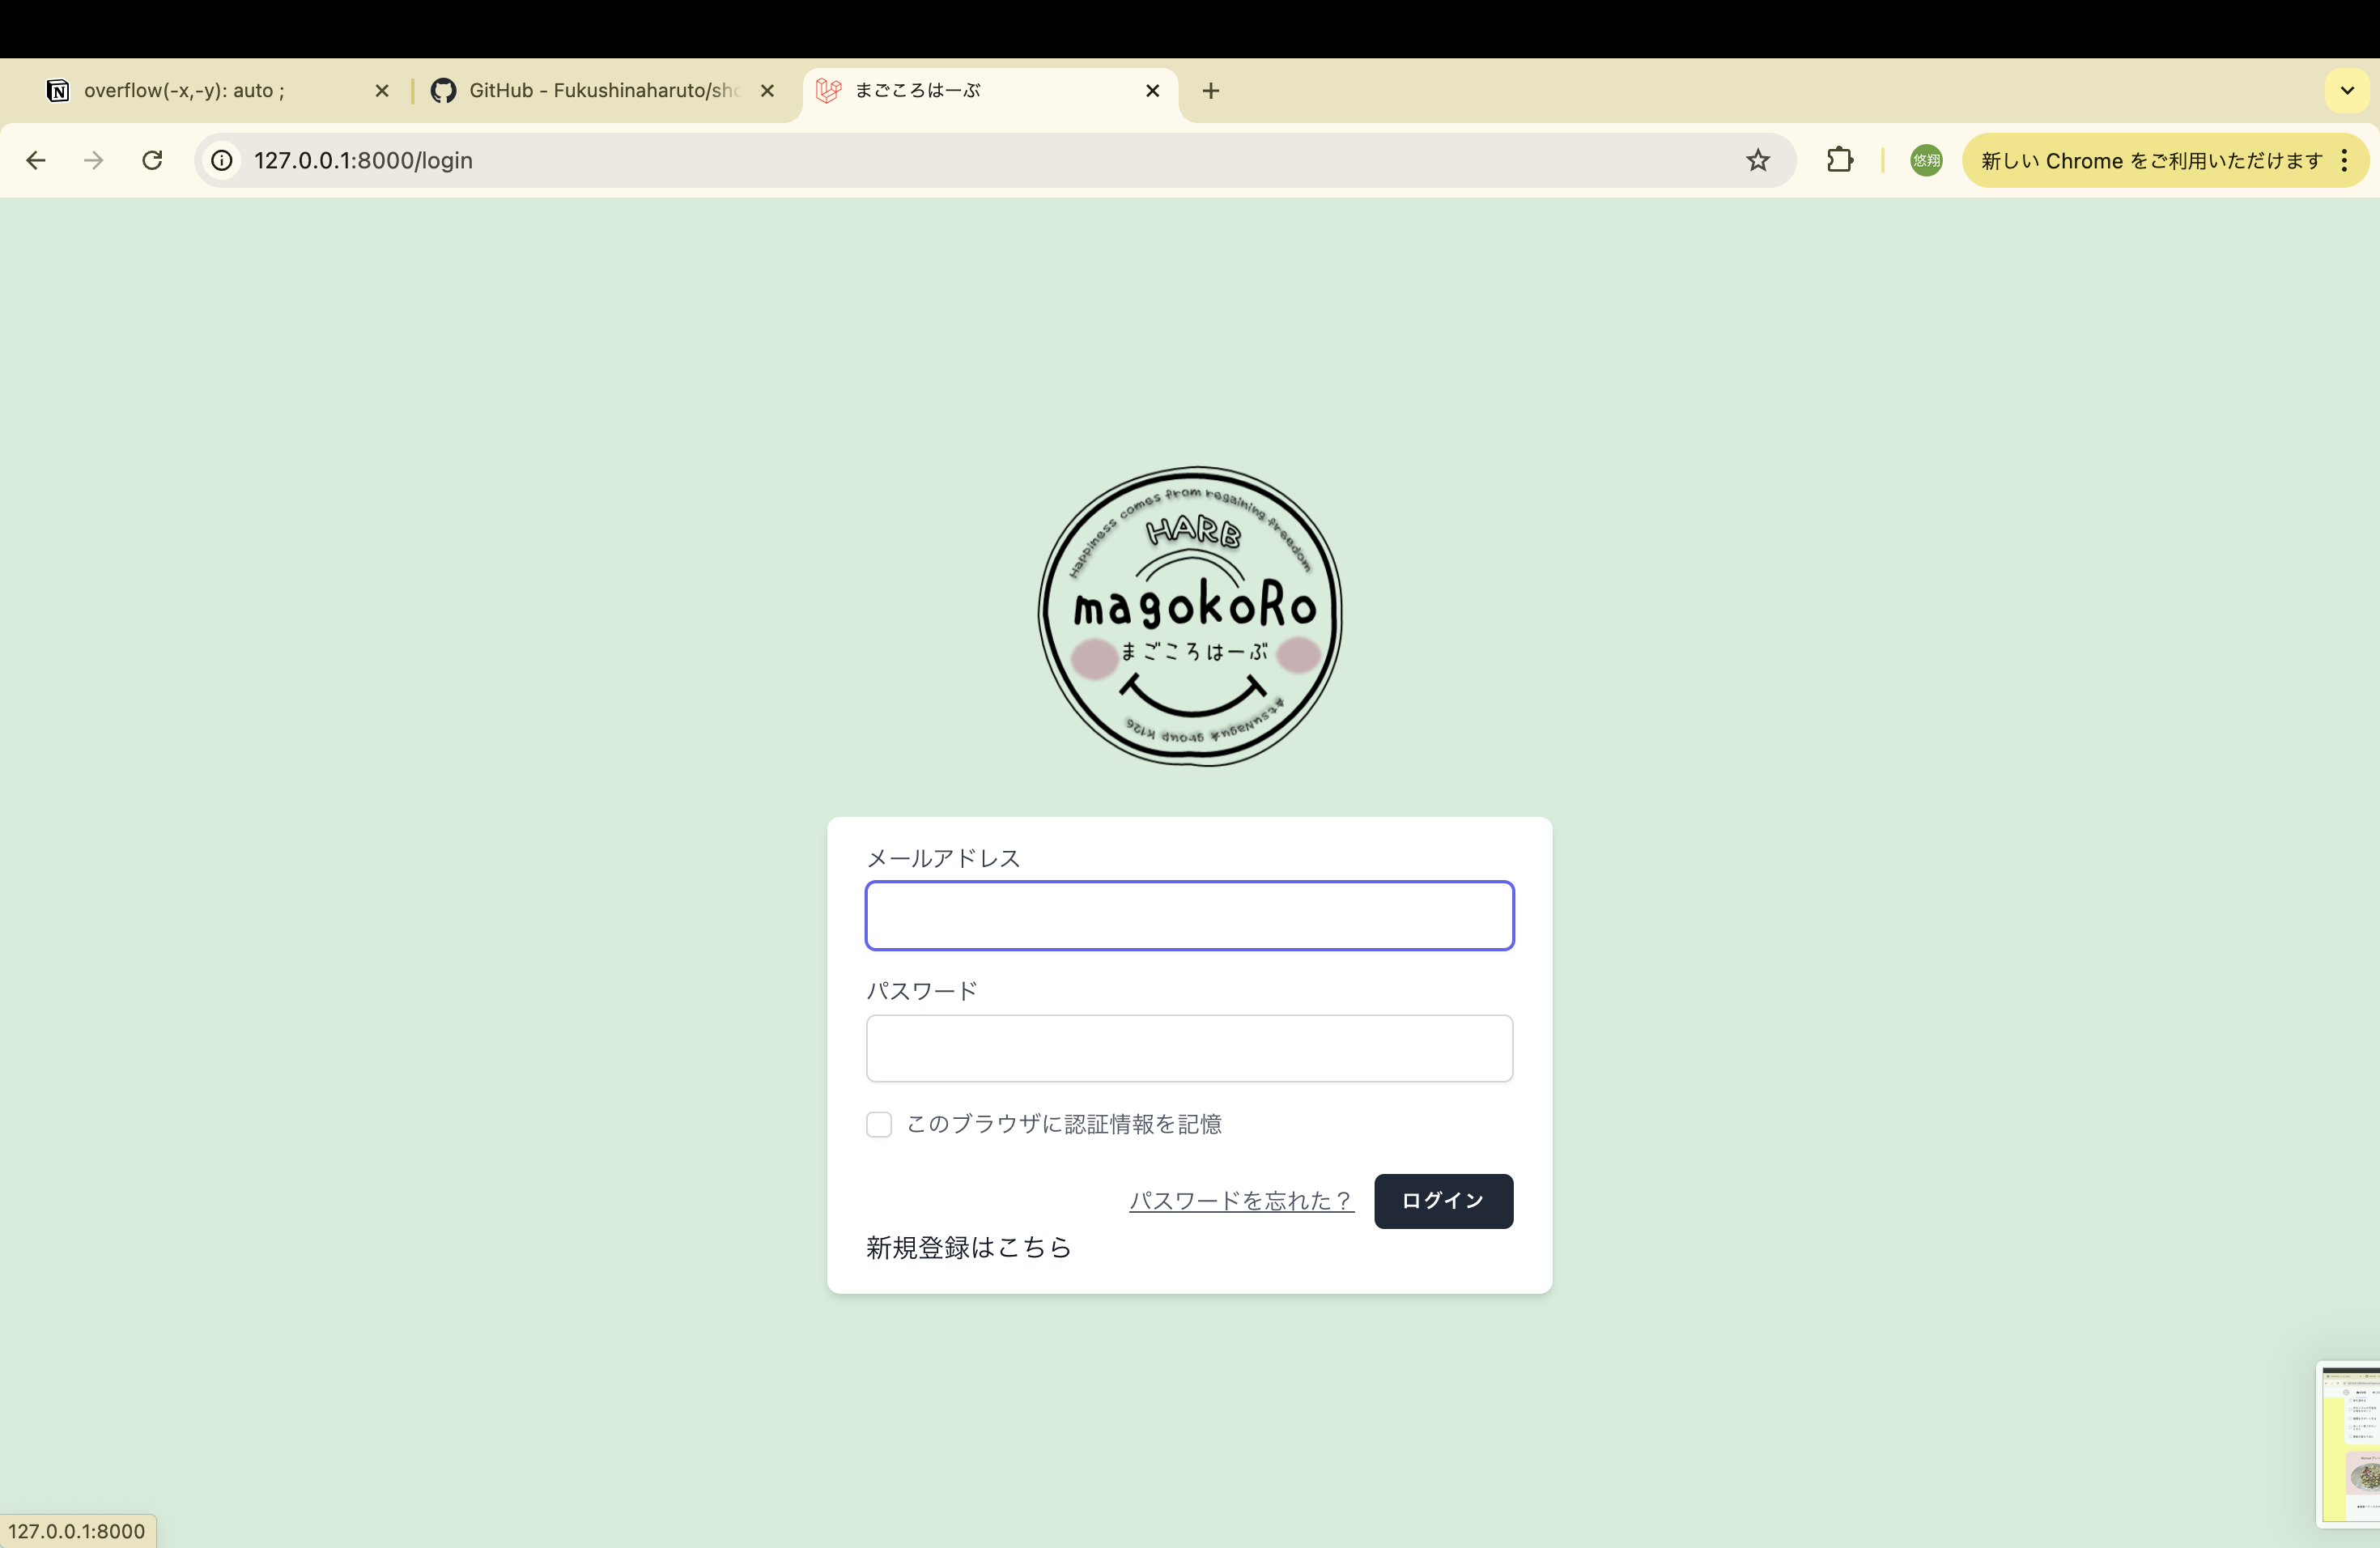 overflow(-x,-y): auto ;
GitHub - Fukushinaharuto/sho
まごころはーぶ
127.0.0.1:8000/login
悠翔
新しい Chrome をご利用いただけます
Happiness comes from regaining freedom
HARB
magokoRo
まごころはーぶ
group K126
メールアドレス
パスワード
このブラウザに認証情報を記憶
パスワードを忘れた？
ログイン
新規登録はこちら
127.0.0.1:8000